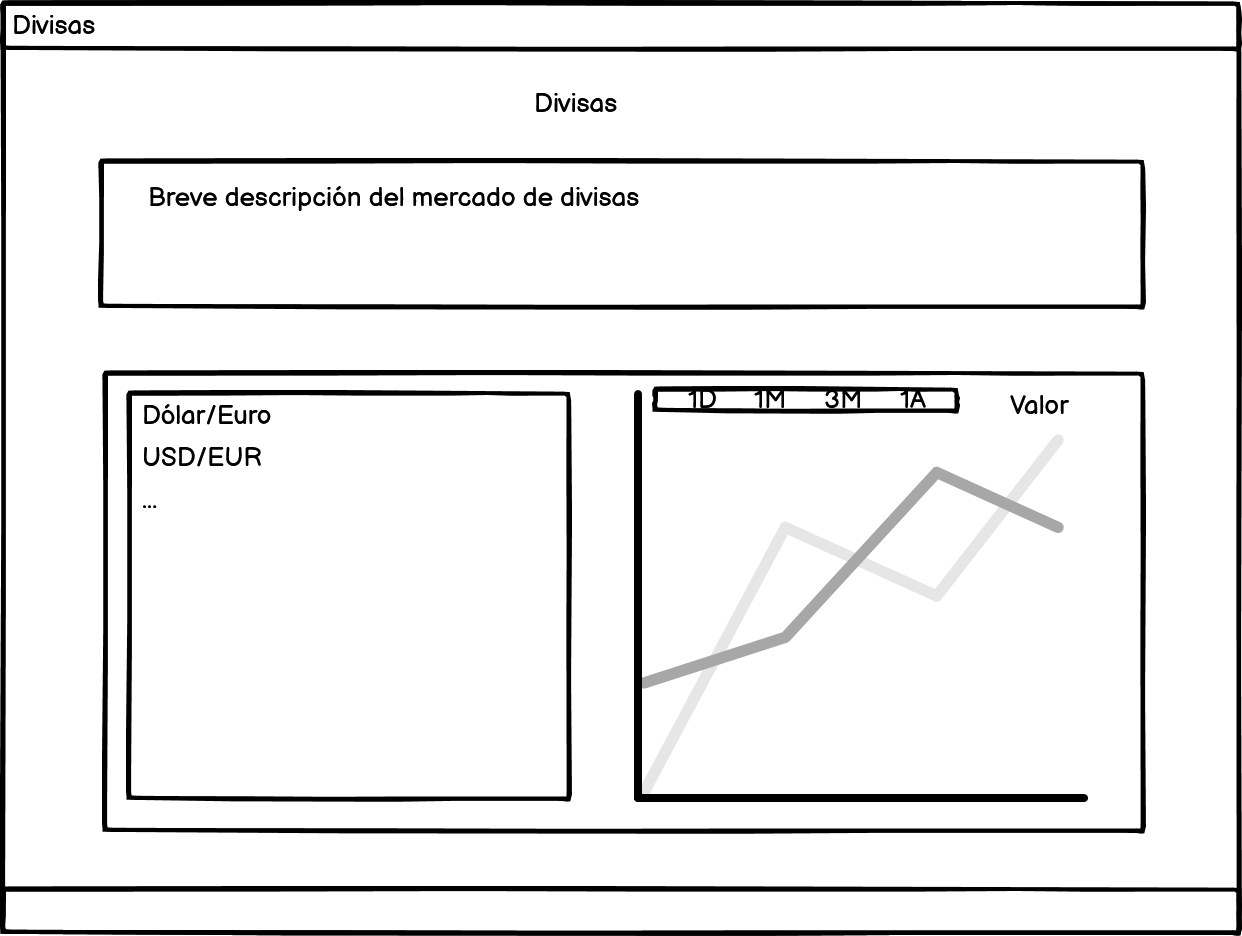 Divisas
Divisas
Breve descripción del mercado de divisas
Dólar/Euro
USD/EUR
...
1D 1M 3M 1A
Valor